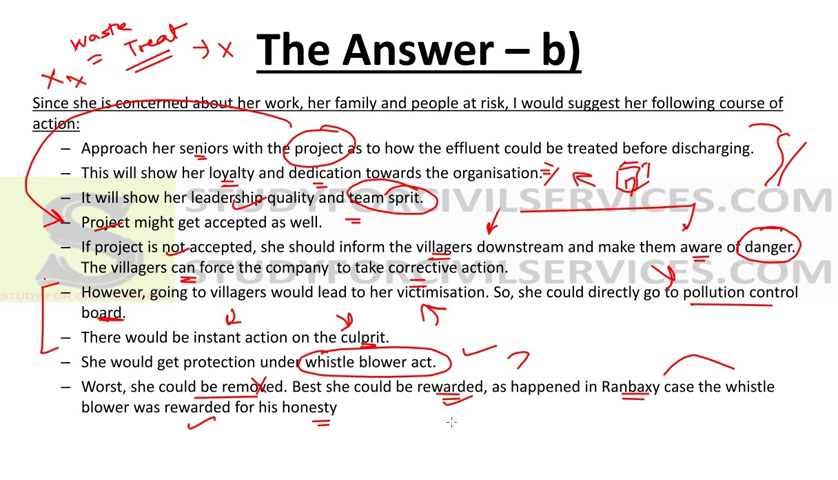 waste
Treat
The Answer – b)
Since she is concerned about her work, her family and people at risk, I would suggest her following course of
action:
– Approach her seniors with the project as to how the effluent could be treated before discharging.
– This will show her loyalty and dedication towards the organisation.
– It will show her leadership quality and team sprit.
STUDYFORCIVILSERVICES.COM
– Project might get accepted as well.
– If project is not accepted, she should inform the villagers downstream and make them aware of danger.
The villagers can force the company to take corrective action.
STUDYFORCIVILSERVICES.COM
– However, going to villagers would lead to her victimisation. So, she could directly go to pollution control
board.
– There would be instant action on the culprit.
– She would get protection under whistle blower act.
– Worst, she could be removed. Best she could be rewarded, as happened in Ranbaxy case the whistle
blower was rewarded for his honesty